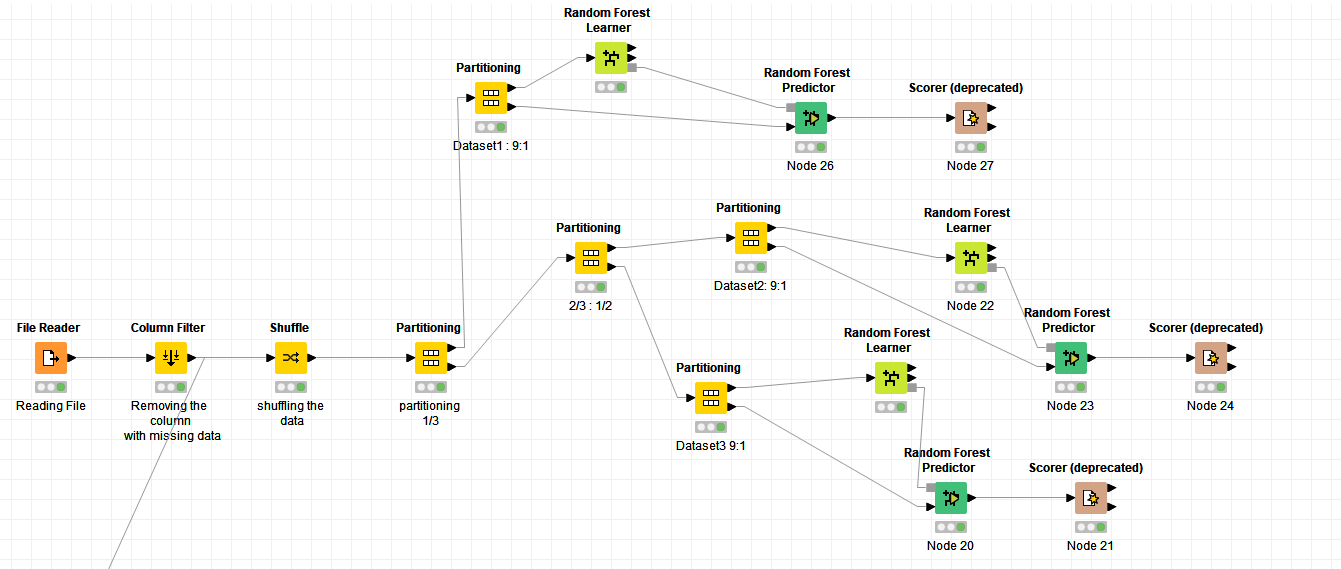 Random Forest
Learner
Partitioning
Dataset1 : 9:1
Random Forest
Predictor
Node 26
Scorer (deprecated)
Node 27
Partitioning
2/3 : 1/2
Partitioning
Dataset2: 9:1
Random Forest
Learner
Node 22
File Reader
Reading File
Column Filter
Removing the
column
with missing data
Shuffle
shuffling the
data
Partitioning
partitioning
1/3
Random Forest
Predictor
Node 23
Scorer (deprecated)
Node 24
Random Forest
Learner
Partitioning
Dataset3 9:1
Random Forest
Predictor
Node 20
Scorer (deprecated)
Node 21